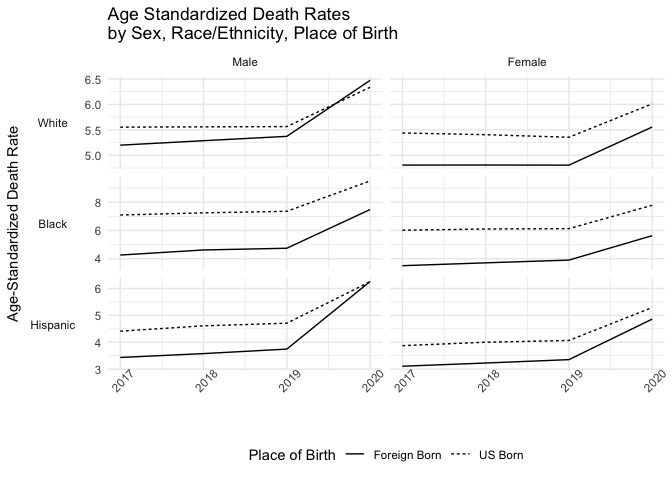 Age Standardized Death Rates
by Sex, Race/Ethnicity, Place of Birth
Male
Female
Age-Standardized Death Rate
White
6.5
6.0
5.5
5.0
Black
8
6
4
Hispanic
6
5
4
3
2017
2018
2019
2020
2017
2018
2019
2020
Place of Birth Foreign Born US Born